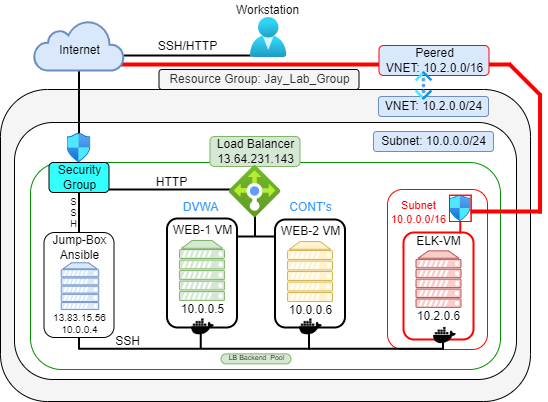 Workstation
Internet
SSH/HTTP
Peered
VNET: 10.2.0.0/16
Resource Group: Jay_Lab_Group
VNET: 10.2.0.0/24
Subnet: 10.0.0.0/24
Load Balancer
13.64.231.143
Security
Group
HTTP
DVWA
CONT's
Subnet
10.0.0.0/16
S
S
H
WEB-1 VM
WEB-2 VM
Jump-Box
Ansible
ELK-VM
13.83.15.56
10.0.0.4
10.0.0.5
10.0.0.6
10.2.0.6
SSH
LB Backend Pool